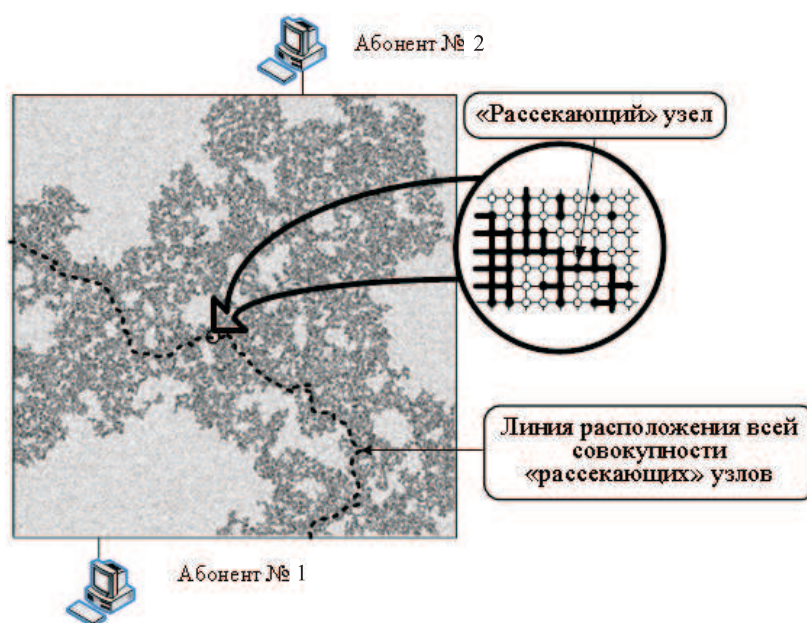 Абонент № 2
«Рассекающий» узел
Линия расположения всей
совокупности
«рассекающих» узлов
Абонент № 1